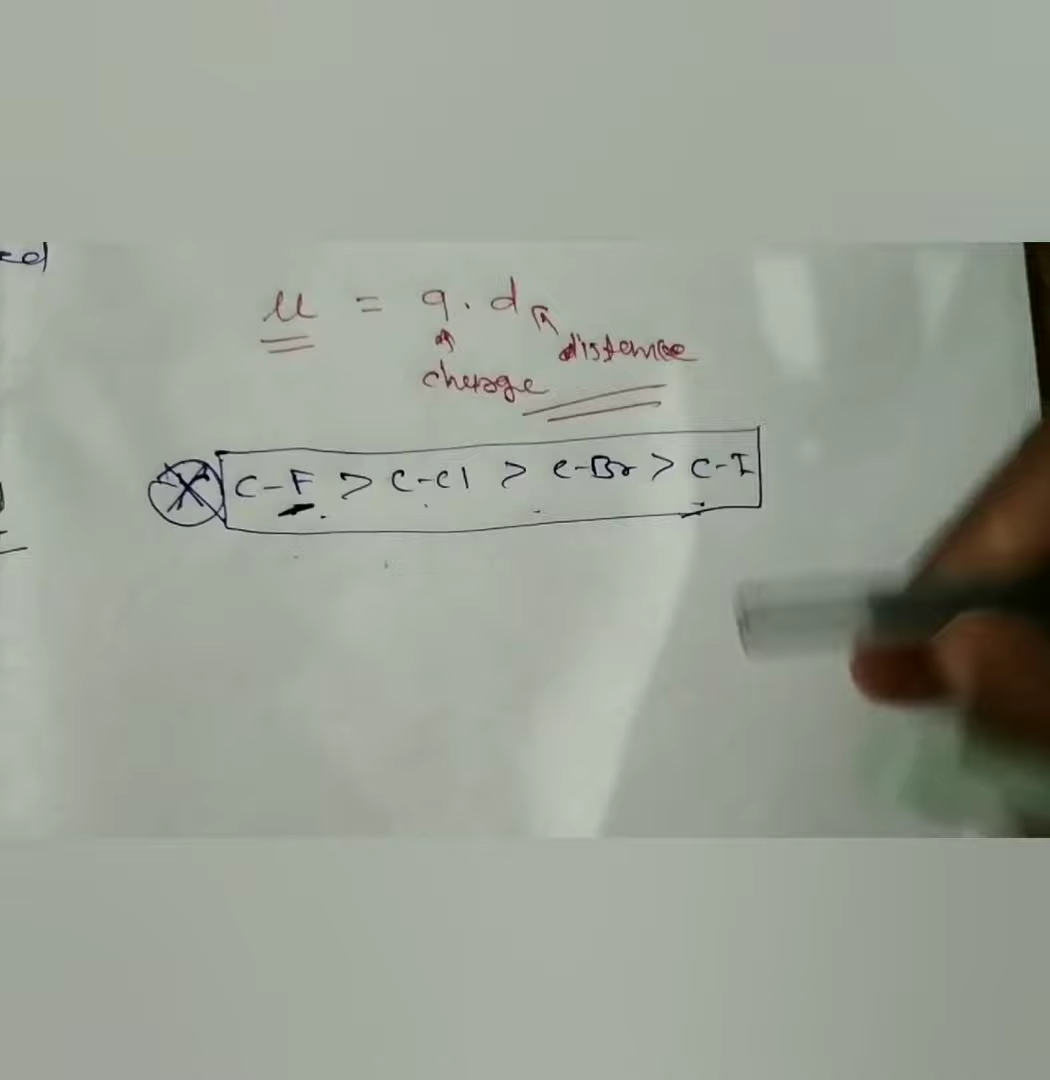 μ = q. d
distance
charge
C-F > C-Cl > C-Br > C-I